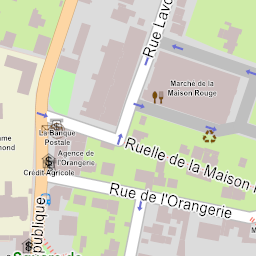 Rue Lavo
Marché de la
Maison Rouge
La Banque
Postale
Agence de
l'Orangerie
Crédit Agricole
Ruelle de la Maison
Rue de l'Orangerie
publique